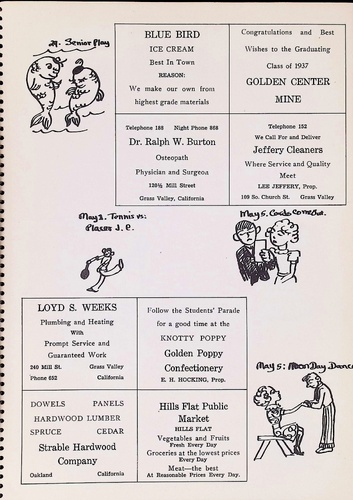 21. Senior Play
BLUE BIRD
ICE CREAM
Best In Town
REASON:
We make our own from
highest grade materials
Congratulations and Best
Wishes to the Graduating
Class of 1937
GOLDEN CENTER
MINE
Telephone 188 Night Phone 868
Dr. Ralph W. Burton
Osteopath
Physician and Surgeon
120½ Mill Street
Grass Valley, California
Telephone 152
We Call For and Deliver
Jeffery Cleaners
Where Service and Quality
Meet
LEE JEFFERY, Prop.
109 So. Church St. Grass Valley
May 2. Tennis vs.
Placer J. C.
May 5.
LOYD S. WEEKS
Plumbing and Heating
With
Prompt Service and
Guaranteed Work
240 Mill St. Grass Valley
Phone 652 California
Follow the Students' Parade
for a good time at the
KNOTTY POPPY
Golden Poppy
Confectionery
E. H. HOCKING, Prop.
May 5: Moon Day Dance
DOWELS PANELS
HARDWOOD LUMBER
SPRUCE CEDAR
Strable Hardwood
Company
Oakland California
Hills Flat Public
Market
HILLS FLAT
Vegetables and Fruits
Fresh Every Day
Groceries at the lowest prices
Every Day
Meat—the best
At Reasonable Prices Every Day.